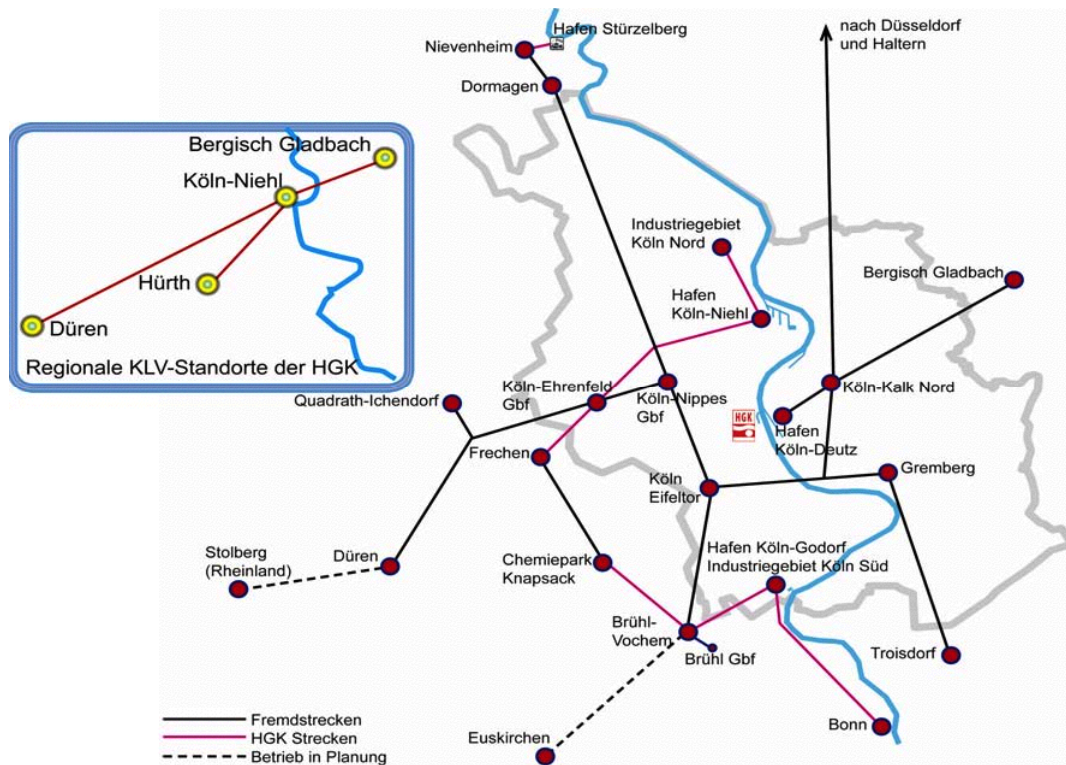 Hafen Stürzelberg
Nievenheim
Dormagen
nach Düsseldorf
und Haltern
Bergisch Gladbach
Köln-Niehl
Hürth
Düren
Regionale KLV-Standorte der HGK
Industriegebiet
Köln Nord
Hafen
Köln-Niehl
Bergisch Gladbach
Quadrath-Ichendorf
Köln-Ehrenfeld
Gbf
Köln-Nippes
Gbf
Köln-Kalk Nord
HGK
Hafen
Köln-Deutz
Frechen
Köln
Eifeltor
Gremberg
Stolberg
(Rheinland)
Düren
Chemiepark
Knapsack
Hafen Köln-Godorf
Industriegebiet Köln Süd
Brühl-
Vochem
Brühl Gbf
Troisdorf
Bonn
Euskirchen
Fremdstrecken
HGK Strecken
Betrieb in Planung